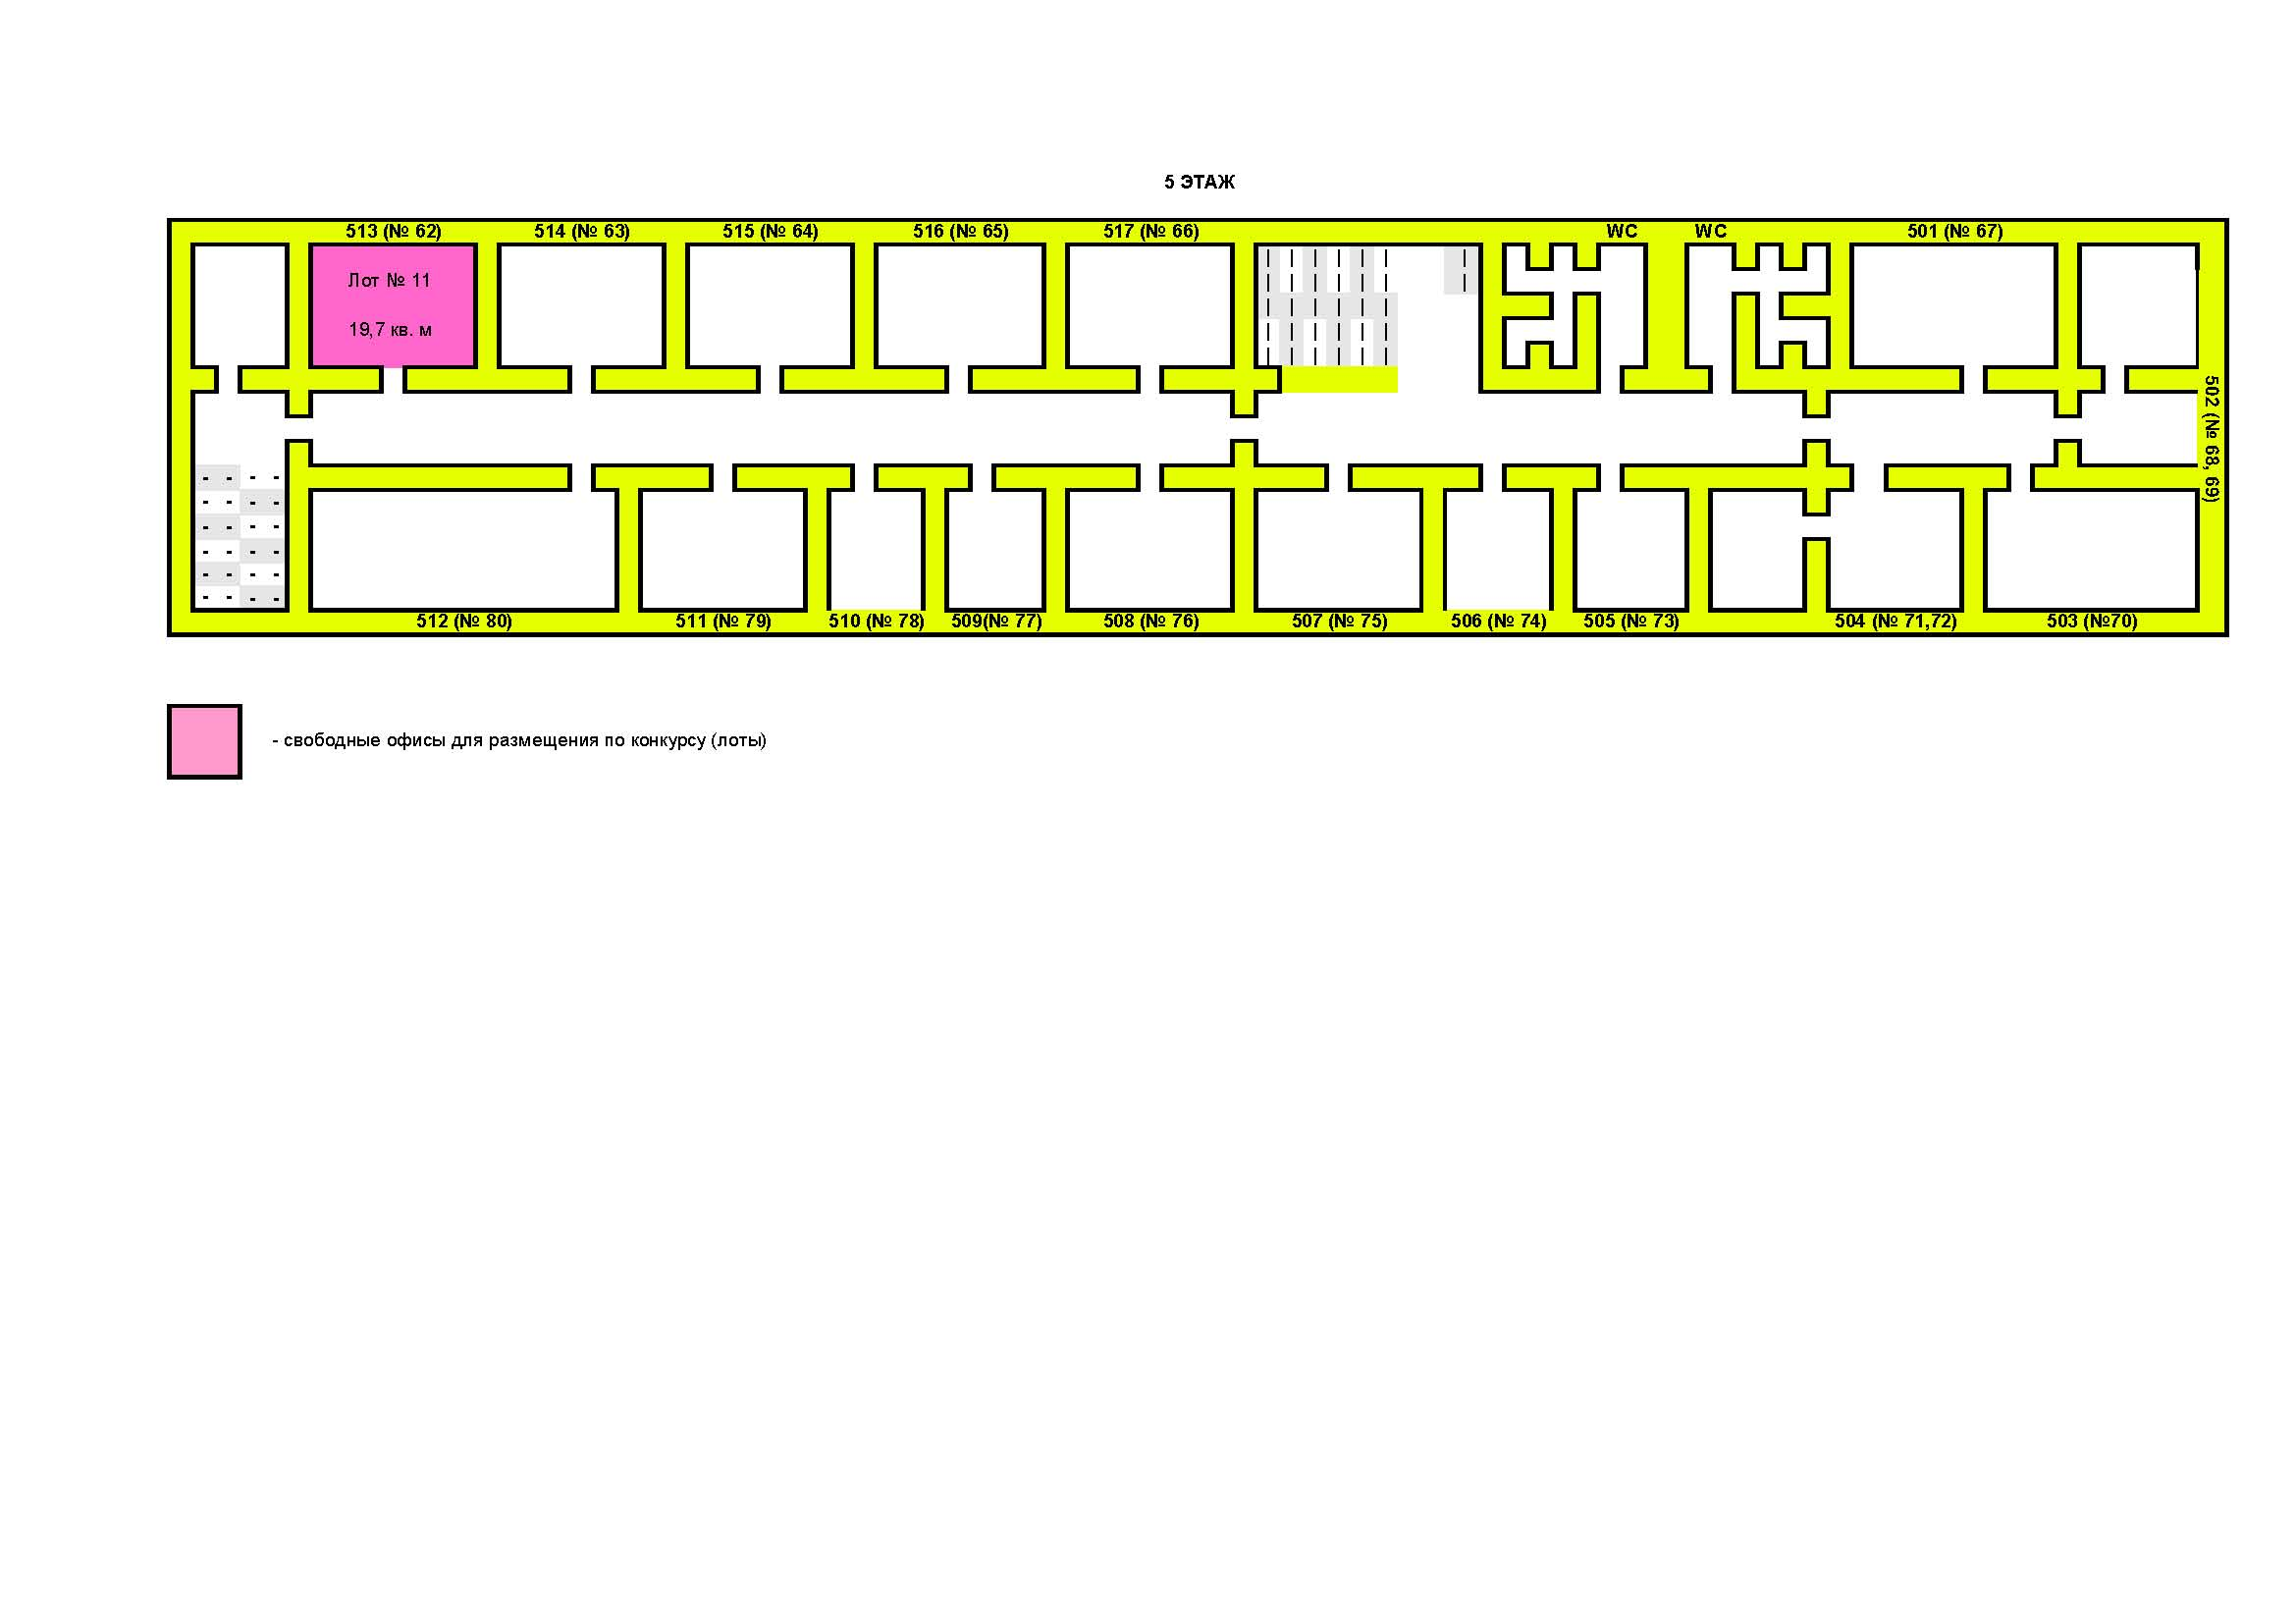 5 ЭТАЖ
513 (№ 62)
514 (№ 63)
515 (№ 64)
516 (№ 65)
517 (№ 66)
WC
WC
501 (№ 67)
Лот № 11
19,7 кв. м
502 (№ 68, 69)
512 (№ 80)
511 (№ 79)
510 (№ 78)
509(№ 77)
508 (№ 76)
507 (№ 75)
506 (№ 74)
505 (№ 73)
504 (№ 71,72)
503 (№70)
- свободные офисы для размещения по конкурсу (лоты)